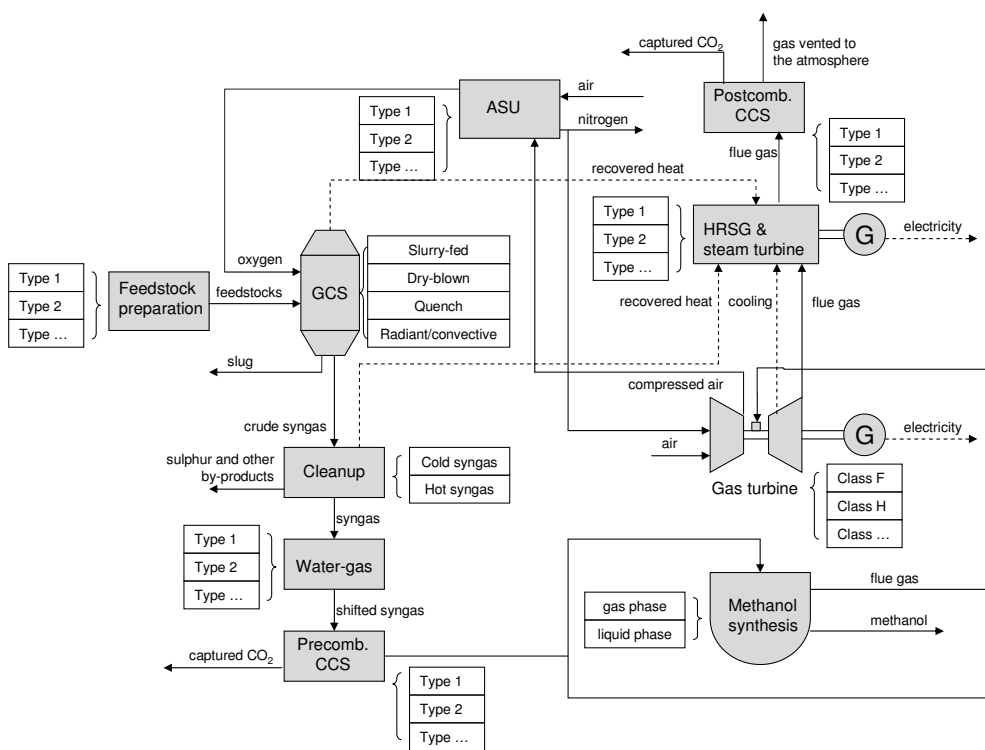 captured CO2
gas vented to
the atmosphere
ASU
air
nitrogen
Type 1
Type 2
Type ...
Postcomb.
CCS
Type 1
Type 2
Type ...
flue gas
recovered heat
Type 1
Type 2
Type ...
HRSG &
steam turbine
G
electricity
oxygen
GCS
Slurry-fed
Dry-blown
Quench
Radiant/convective
Type 1
Type 2
Type ...
Feedstock
preparation
feedstocks
recovered heat
cooling
flue gas
slug
compressed air
crude syngas
air
G
electricity
Gas turbine
Class F
Class H
Class ...
sulphur and other
by-products
Cleanup
Cold syngas
Hot syngas
syngas
Type 1
Type 2
Type ...
Water-gas
shifted syngas
gas phase
liquid phase
Methanol
synthesis
flue gas
methanol
captured CO2
Precomb.
CCS
Type 1
Type 2
Type ...